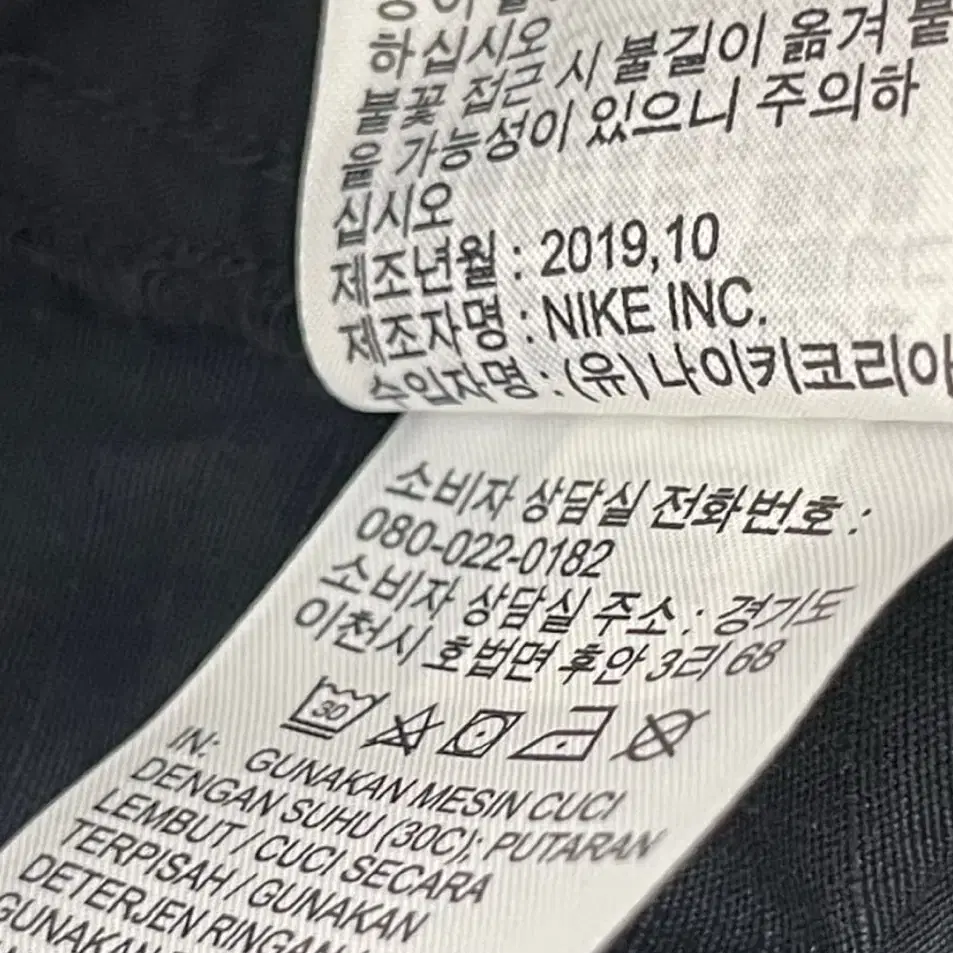 하십시오
불꽃 접근 시 불길이 옮겨 붙
을 가능성이 있으니 주의하
십시오
제조년월 : 2019,10
제조자명 : NIKE INC.
수입자명 : (유)나이키코리아
소비자 상담실 전화번호 :
080-022-0182
소비자 상담실 주소 : 경기도
이천시 호법면 후안 3리 68
30
IN: GUNAKAN MESIN CUCI
DENGAN SUHU (30C); PUTARAN
LEMBUT / CUCI SECARA
TERPISAH / GUNAKAN
DETERJEN RINGAN
GUNAKAN